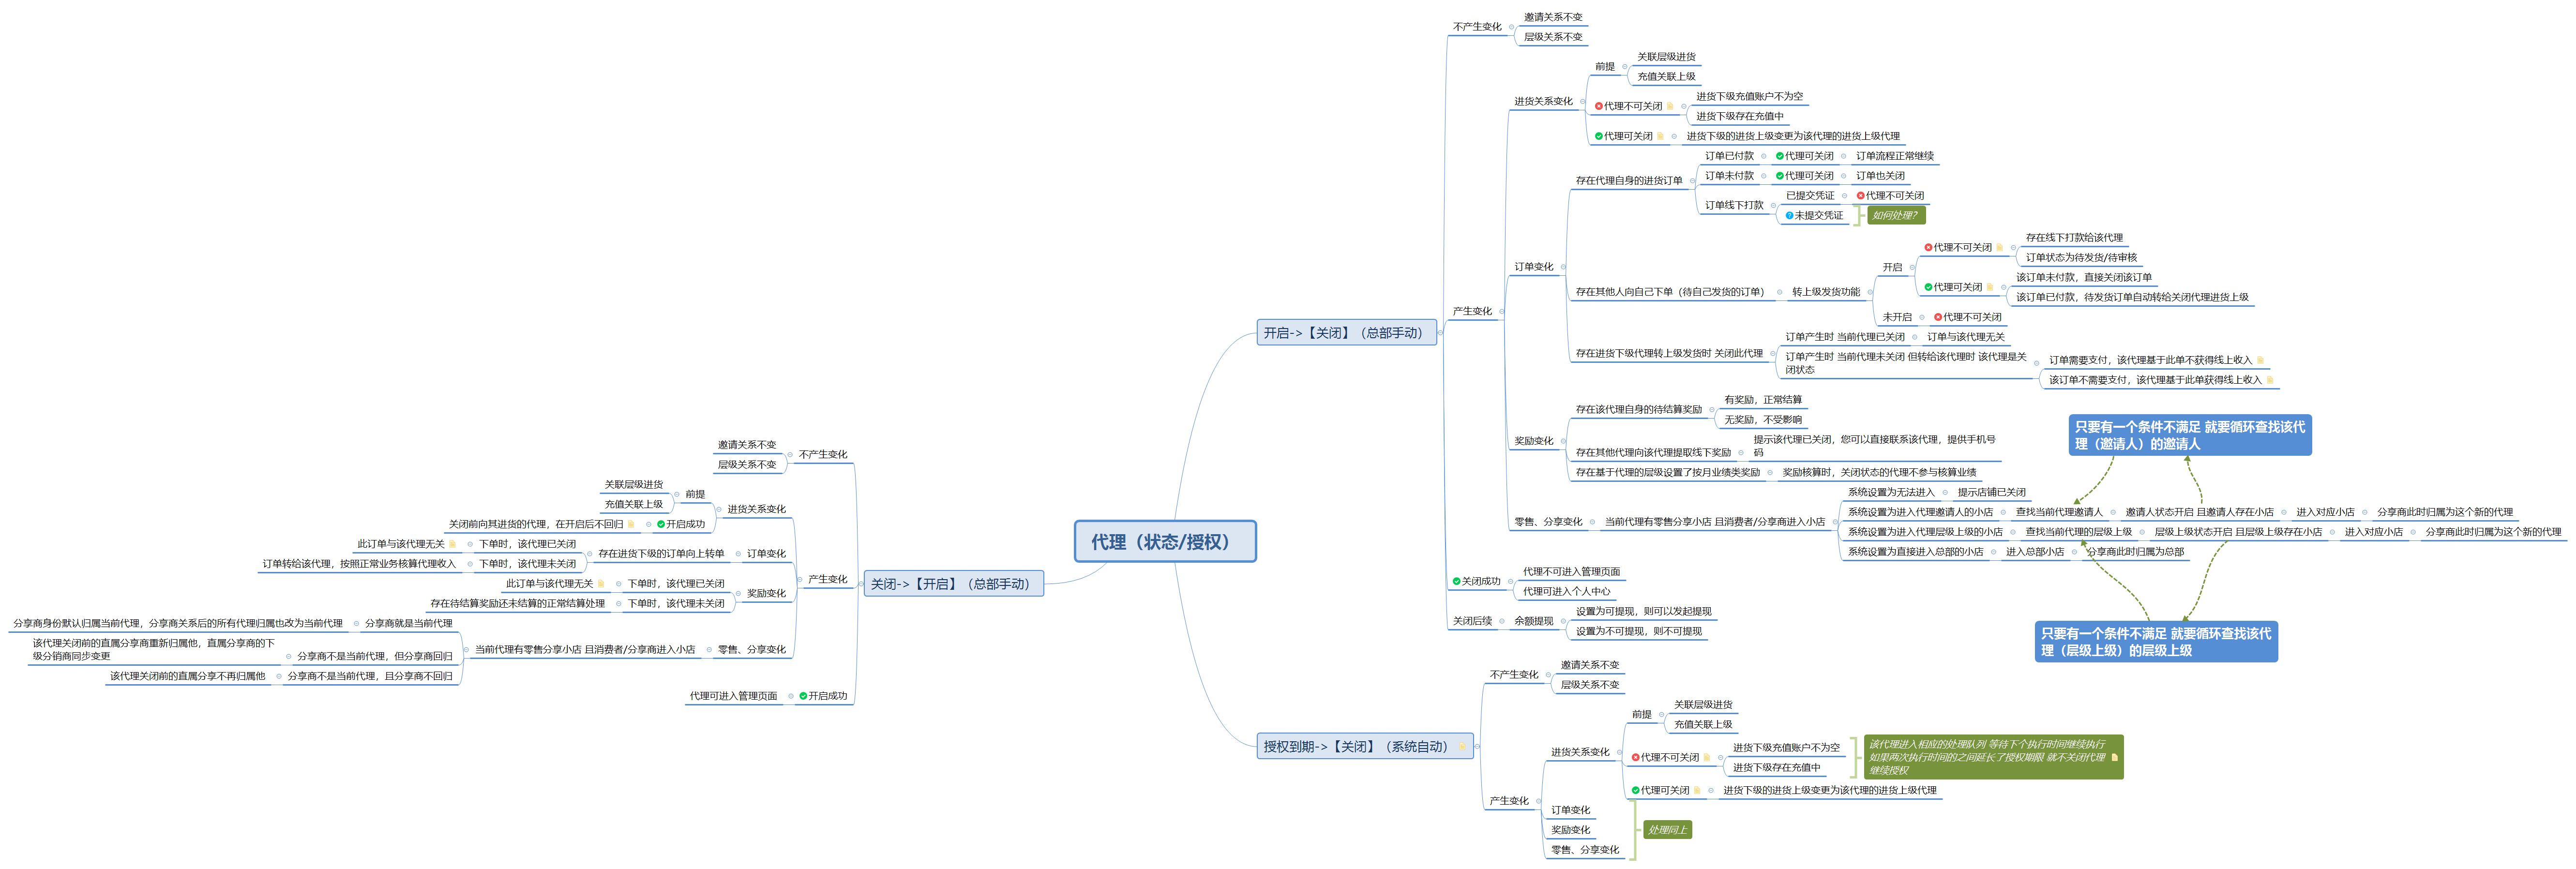 代理（状态/授权）
开启->【关闭】（总部手动）
不产生变化
邀请关系不变
层级关系不变
产生变化
进货关系变化
前提
关联层级进货
充值关联上级
代理不可关闭
进货下级充值账户不为空
进货下级存在充值中
代理可关闭
进货下级的进货上级变更为该代理的进货上级代理
订单变化
存在代理自身的进货订单
订单已付款
代理可关闭
订单流程正常继续
订单未付款
代理可关闭
订单也关闭
订单线下打款
已提交凭证
代理不可关闭
未提交凭证
如何处理？
存在其他人向自己下单（待自己发货的订单）
转上级发货功能
开启
代理不可关闭
存在线下打款给该代理
订单状态为待发货/待审核
代理可关闭
该订单未付款，直接关闭该订单
该订单已付款，待发货订单自动转给关闭代理进货上级
未开启
代理不可关闭
存在进货下级代理转上级发货时 关闭此代理
订单产生时 当前代理已关闭
订单与该代理无关
订单产生时 当前代理未关闭 但转给该代理时 该代理是关
闭状态
订单需要支付，该代理基于此单不获得线上收入
该订单不需要支付，该代理基于此单获得线上收入
奖励变化
存在该代理自身的待结算奖励
有奖励，正常结算
无奖励，不受影响
存在其他代理向该代理提取线下奖励
提示该代理已关闭，您可以直接联系该代理，提供手机号
码
存在基于代理的层级设置了按月业绩类奖励
奖励核算时，关闭状态的代理不参与核算业绩
零售、分享变化
当前代理有零售分享小店 且消费者/分享商进入小店
系统设置为无法进入
提示店铺已关闭
系统设置为进入代理邀请人的小店
查找当前代理邀请人
邀请人状态开启 且邀请人存在小店
进入对应小店
分享商此时归属为这个新的代理
系统设置为进入代理层级上级的小店
查找当前代理的层级上级
层级上级状态开启 且层级上级存在小店
进入对应小店
分享商此时归属为这个新的代理
系统设置为直接进入总部的小店
进入总部小店
分享商此时归属为总部
只要有一个条件不满足 就要循环查找该代
理（邀请人）的邀请人
只要有一个条件不满足 就要循环查找该代
理（层级上级）的层级上级
关闭成功
代理不可进入管理页面
代理可进入个人中心
关闭后续
余额提现
设置为可提现，则可以发起提现
设置为不可提现，则不可提现
授权到期->【关闭】（系统自动）
不产生变化
邀请关系不变
层级关系不变
产生变化
进货关系变化
前提
关联层级进货
充值关联上级
代理不可关闭
进货下级充值账户不为空
进货下级存在充值中
该代理进入相应的处理队列 等待下个执行时间继续执行
如果两次执行时间的之间延长了授权期限 就不关闭代理
继续授权
代理可关闭
进货下级的进货上级变更为该代理的进货上级代理
订单变化
奖励变化
零售、分享变化
处理同上
关闭->【开启】（总部手动）
不产生变化
邀请关系不变
层级关系不变
产生变化
进货关系变化
前提
关联层级进货
充值关联上级
开启成功
关闭前向其进货的代理，在开启后不回归
订单变化
存在进货下级的订单向上转单
下单时，该代理已关闭
此订单与该代理无关
下单时，该代理未关闭
订单转给该代理，按照正常业务核算代理收入
奖励变化
下单时，该代理已关闭
此订单与该代理无关
下单时，该代理未关闭
存在待结算奖励还未结算的正常结算处理
零售、分享变化
当前代理有零售分享小店 且消费者/分享商进入小店
分享商就是当前代理
分享商身份默认归属当前代理，分享商关系后的所有代理归属也改为当前代理
分享商不是当前代理，但分享商回归
该代理关闭前的直属分享商重新归属他，直属分享商的下
级分销商同步变更
分享商不是当前代理，且分享商不回归
该代理关闭前的直属分享不再归属他
开启成功
代理可进入管理页面